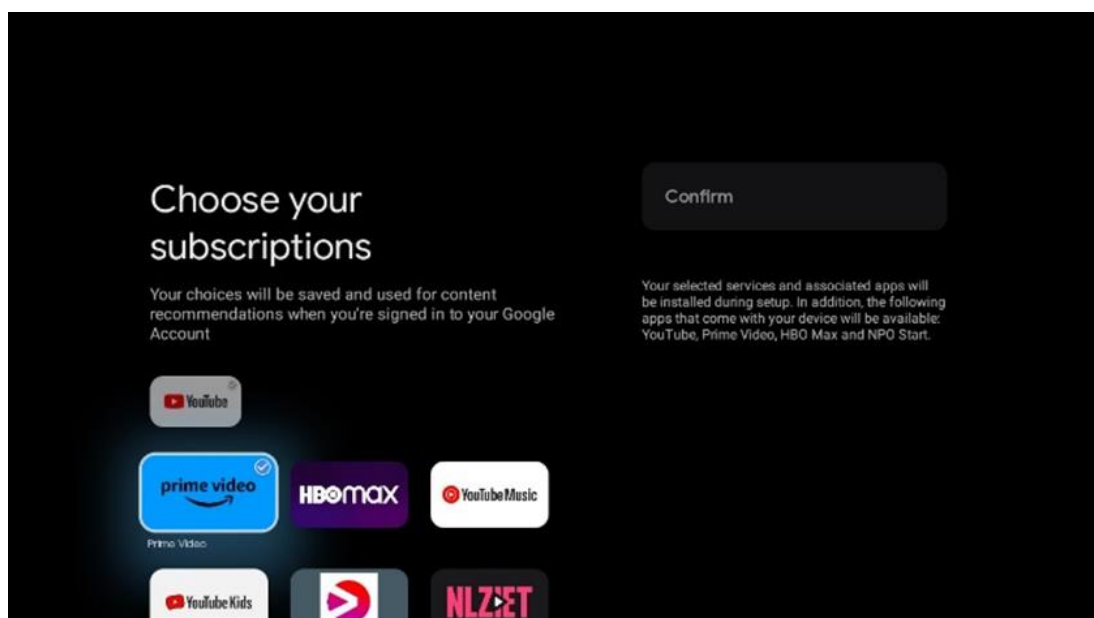 Choose your
subscriptions
Your choices will be saved and used for content
recommendations when you're signed in to your Google
Account
YouTube
prime video
HBOmax
YouTube Music
Prime Video
YouTube Kids
NLZIET
Confirm
Your selected services and associated apps will
be installed during setup. In addition, the following
apps that come with your device will be available:
YouTube, Prime Video, HBO Max and NPO Start.